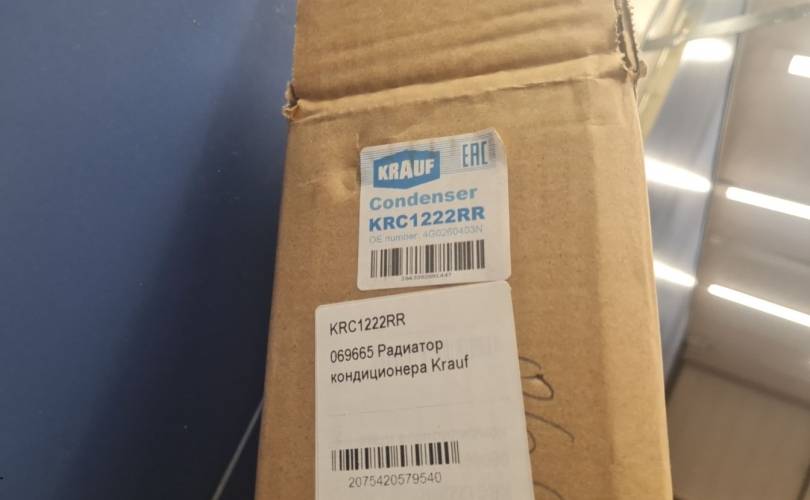 KRAUF EAC
Condenser
KRC1222RR
OE number: 4G0260403N
KRC1222RR
069665 Радиатор
кондиционера Krauf
2075420579540